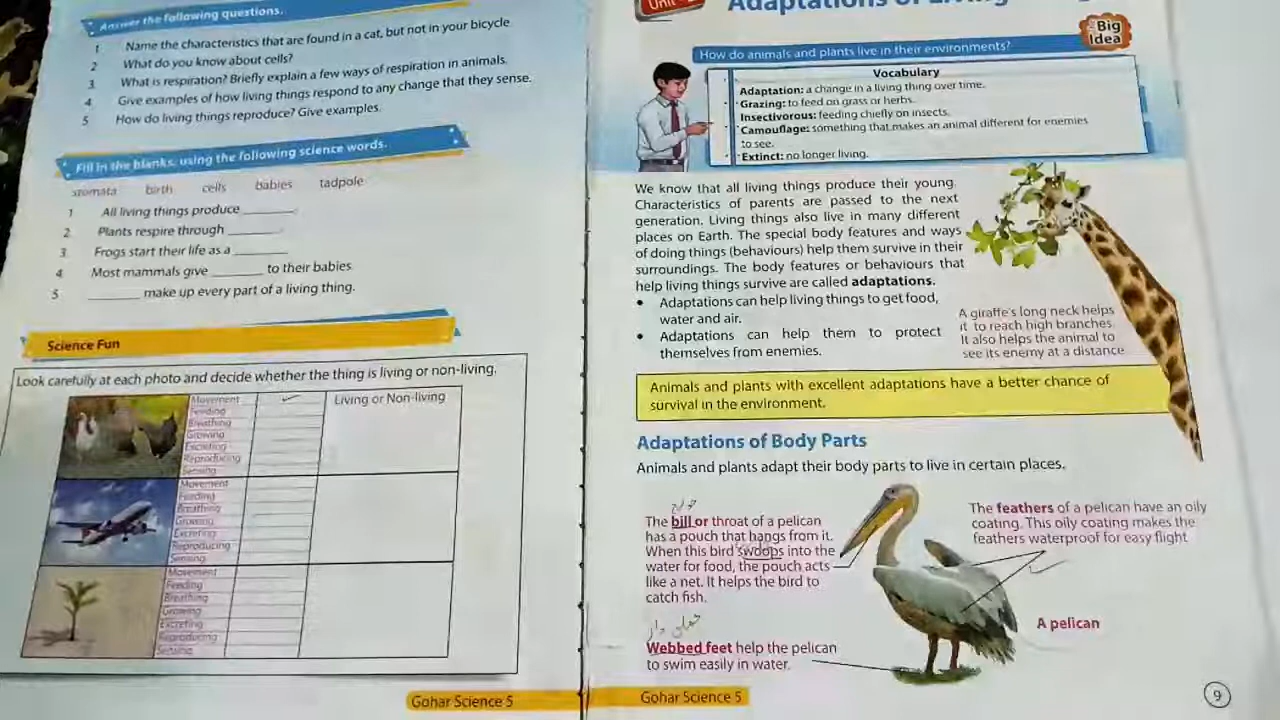 Answer the following questions.
1 Name the characteristics that are found in a cat, but not in your bicycle.
2 What do you know about cells?
3 What is respiration? Briefly explain a few ways of respiration in animals.
4 Give examples of how living things respond to any change that they sense.
5 How do living things reproduce? Give examples.
Fill in the blanks, using the following science words.
stomata birth cells babies tadpole
1 All living things produce ________.
2 Plants respire through ________.
3 Frogs start their life as a ________
4 Most mammals give ________ to their babies.
5 ________ make up every part of a living thing.
Science Fun
Look carefully at each photo and decide whether the thing is living or non-living.
Movement ✓ Living or Non-living
Feeding
Breathing
Growing
Excreting
Reproducing
Sensing
Movement
Feeding
Breathing
Growing
Excreting
Reproducing
Sensing
Movement
Feeding
Breathing
Growing
Excreting
Reproducing
Sensing
Gohar Science 5
Unit
Adaptations of Living
Big
Idea
How do animals and plants live in their environments?
Vocabulary
Adaptation: a change in a living thing over time.
Grazing: to feed on grass or herbs.
Insectivorous: feeding chiefly on insects.
Camouflage: something that makes an animal different for enemies
to see.
Extinct: no longer living.
We know that all living things produce their young.
Characteristics of parents are passed to the next
generation. Living things also live in many different
places on Earth. The special body features and ways
of doing things (behaviours) help them survive in their
surroundings. The body features or behaviours that
help living things survive are called adaptations.
• Adaptations can help living things to get food,
water and air.
• Adaptations can help them to protect
themselves from enemies.
A giraffe's long neck helps
it to reach high branches.
It also helps the animal to
see its enemy at a distance
Animals and plants with excellent adaptations have a better chance of
survival in the environment.
Adaptations of Body Parts
Animals and plants adapt their body parts to live in certain places.
The bill or throat of a pelican
has a pouch that hangs from it.
When this bird swoops into the
water for food, the pouch acts
like a net. It helps the bird to
catch fish.
The feathers of a pelican have an oily
coating. This oily coating makes the
feathers waterproof for easy flight
Webbed feet help the pelican
to swim easily in water.
A pelican
Gohar Science 5
9